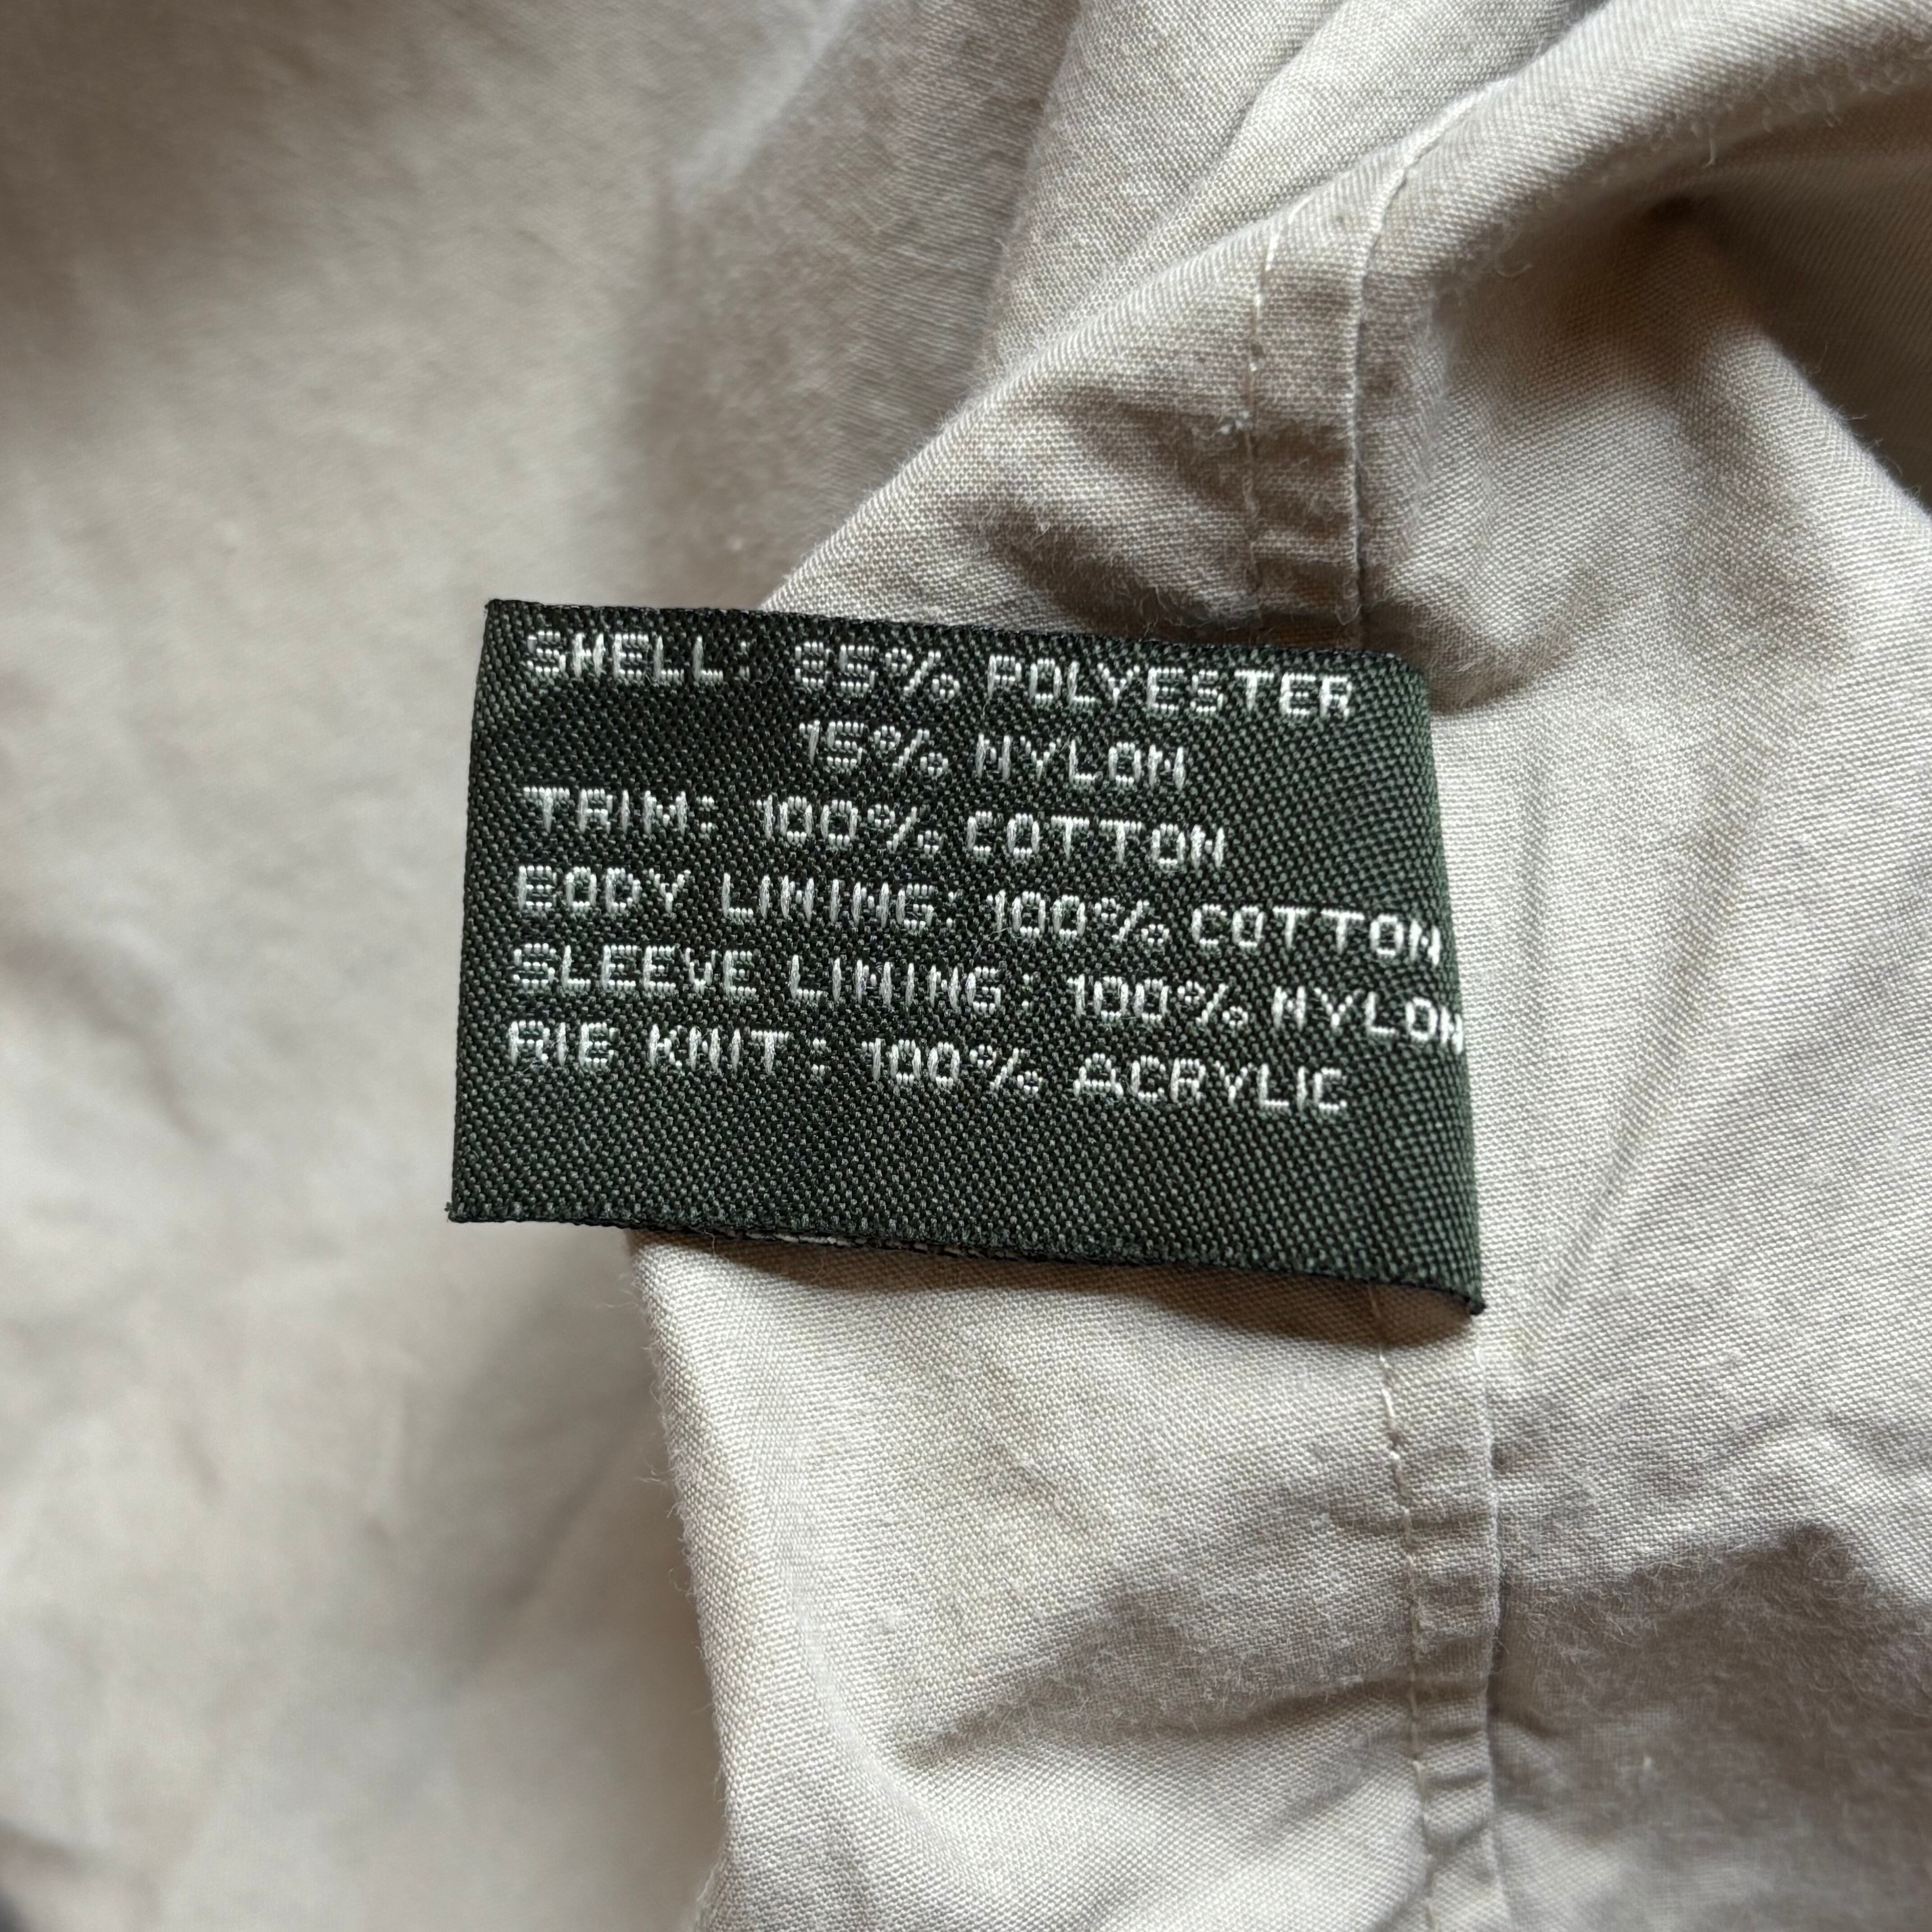 SHELL: 85% POLYESTER
15% NYLON
TRIM: 100% COTTON
BODY LINING: 100% COTTON
SLEEVE LINING: 100% NYLON
RIB KNIT: 100% ACRYLIC